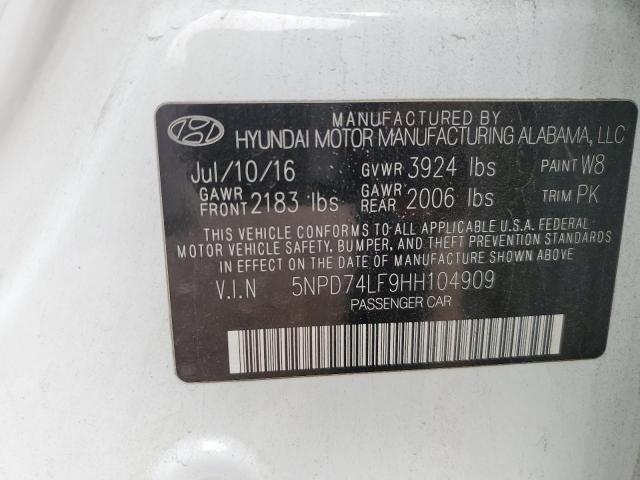 MANUFACTURED BY
HYUNDAI MOTOR MANUFACTURING ALABAMA, LLC
Jul/10/16 GVWR 3924 lbs PAINT W8
GAWR FRONT 2183 lbs GAWR REAR 2006 lbs TRIM PK
THIS VEHICLE CONFORMS TO ALL APPLICABLE U.S.A. FEDERAL
MOTOR VEHICLE SAFETY, BUMPER, AND THEFT PREVENTION STANDARDS
IN EFFECT ON THE DATE OF MANUFACTURE SHOWN ABOVE
V.I.N 5NPD74LF9HH104909
PASSENGER CAR